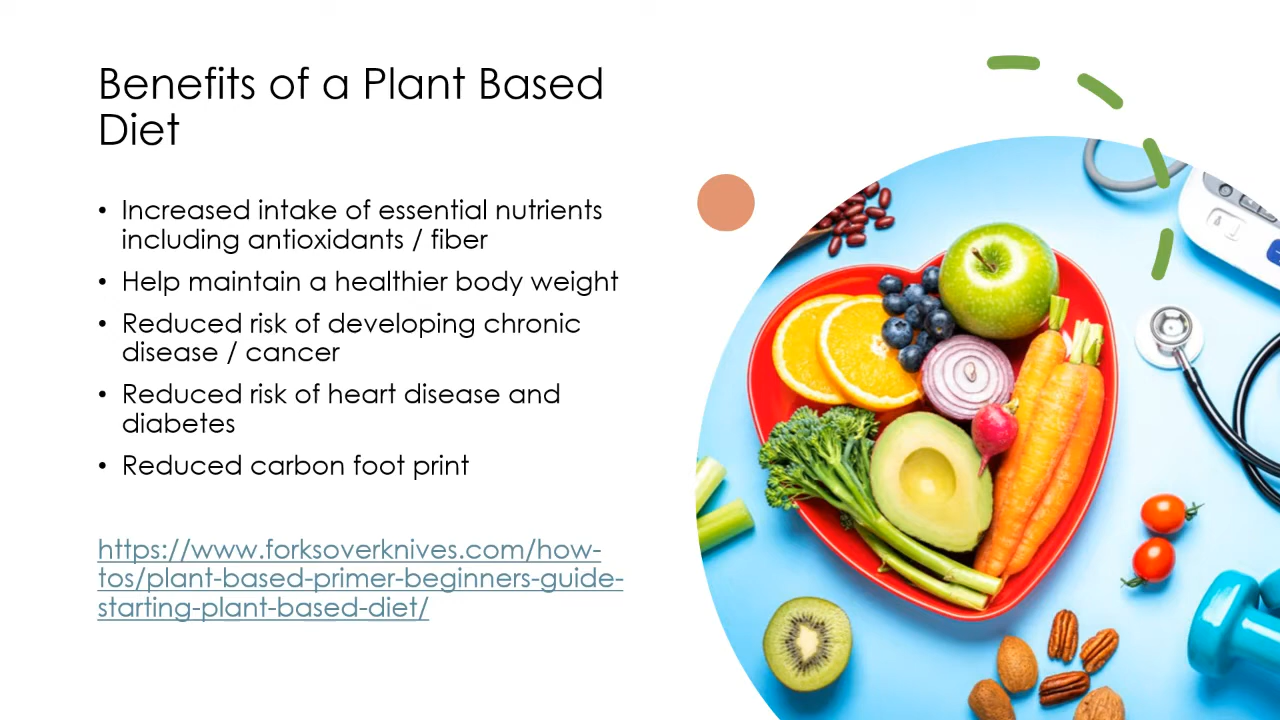 Benefits of a Plant Based
Diet
• Increased intake of essential nutrients
including antioxidants / fiber
• Help maintain a healthier body weight
• Reduced risk of developing chronic
disease / cancer
• Reduced risk of heart disease and
diabetes
• Reduced carbon foot print
https://www.forksoverknives.com/how-
tos/plant-based-primer-beginners-guide-
starting-plant-based-diet/